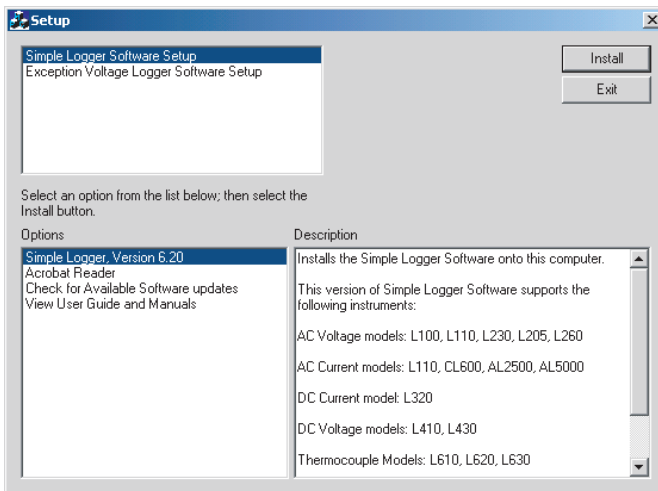 Setup
Simple Logger Software Setup
Exception Voltage Logger Software Setup
Install
Exit
Select an option from the list below; then select the
Install button.
Options
Simple Logger, Version 6.20
Acrobat Reader
Check for Available Software updates
View User Guide and Manuals
Description
Installs the Simple Logger Software onto this computer.
This version of Simple Logger Software supports the
following instruments:
AC Voltage models: L100, L110, L230, L205, L260
AC Current models: L110, CL600, AL2500, AL5000
DC Current model: L320
DC Voltage models: L410, L430
Thermocouple Models: L610, L620, L630